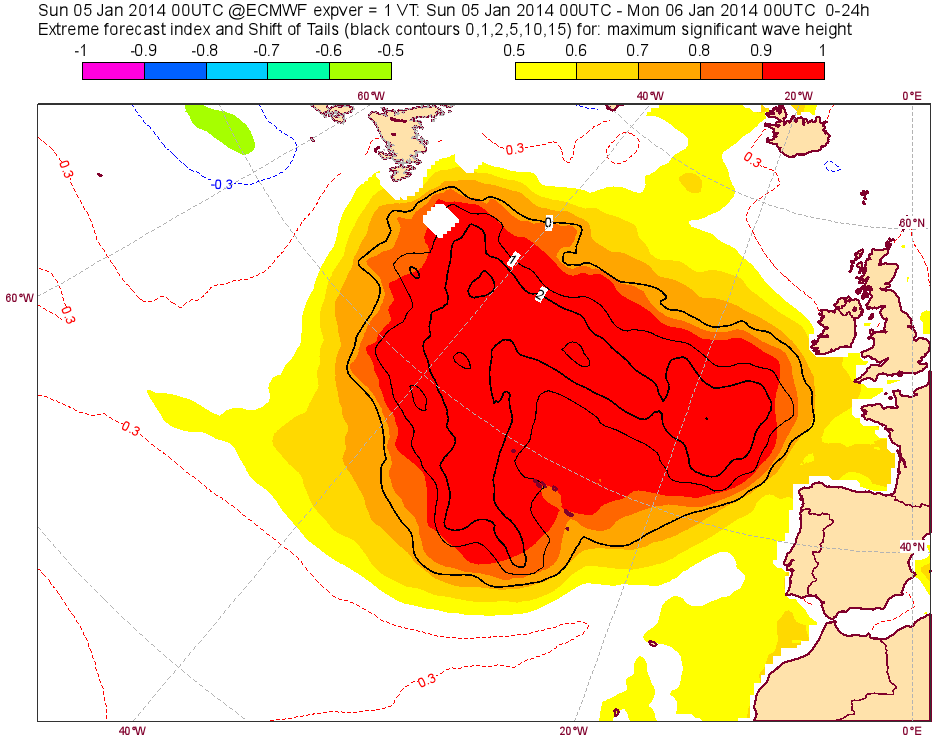 Sun 05 Jan 2014 00UTC @ECMWF expver = 1 VT: Sun 05 Jan 2014 00UTC - Mon 06 Jan 2014 00UTC 0-24h
Extreme forecast index and Shift of Tails (black contours 0,1,2,5,10,15) for: maximum significant wave height
-1 -0.9 -0.8 -0.7 -0.6 -0.5 0.5 0.6 0.7 0.8 0.9 1
60°W 40°W 20°W 0°E
0.3
0.3
-0.3
-0.3
0
60°N
1
2
60°W
0.3
-0.3
40°N
0.3
40°W 20°W 0°E